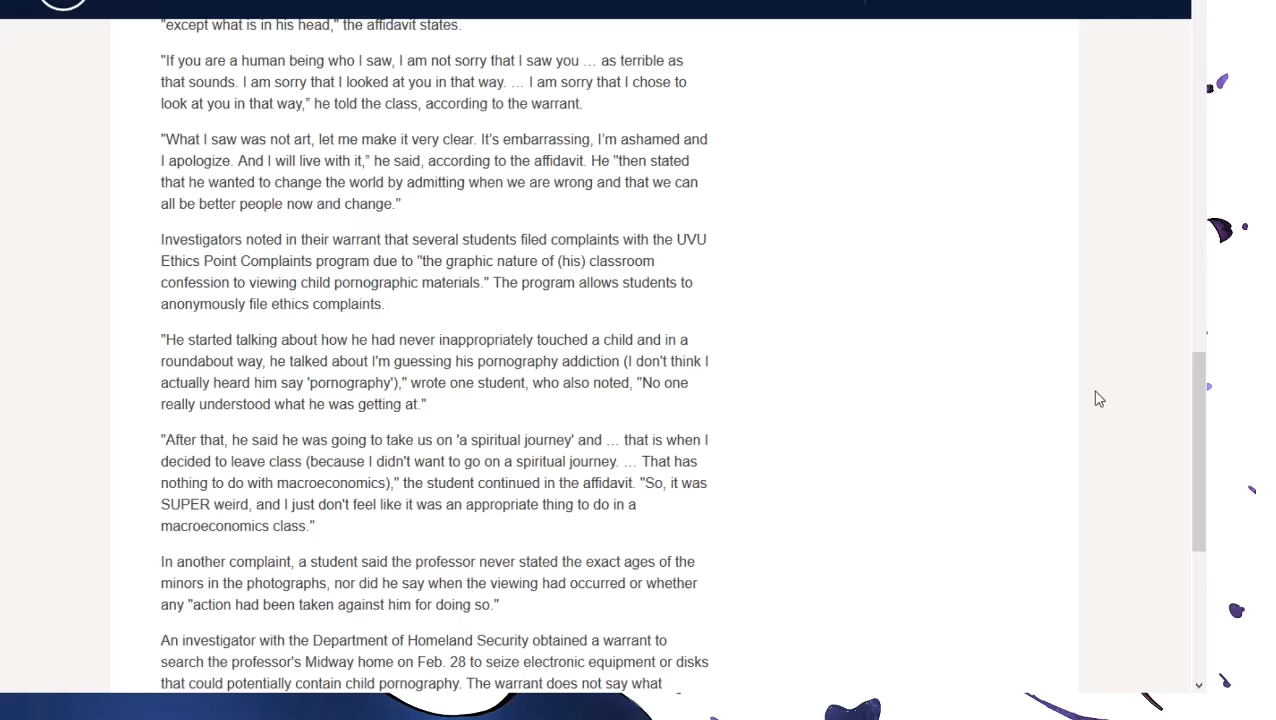 "except what is in his head," the affidavit states.
"If you are a human being who I saw, I am not sorry that I saw you … as terrible as
that sounds. I am sorry that I looked at you in that way. … I am sorry that I chose to
look at you in that way,” he told the class, according to the warrant.
"What I saw was not art, let me make it very clear. It’s embarrassing, I’m ashamed and
I apologize. And I will live with it,” he said, according to the affidavit. He "then stated
that he wanted to change the world by admitting when we are wrong and that we can
all be better people now and change."
Investigators noted in their warrant that several students filed complaints with the UVU
Ethics Point Complaints program due to "the graphic nature of (his) classroom
confession to viewing child pornographic materials." The program allows students to
anonymously file ethics complaints.
"He started talking about how he had never inappropriately touched a child and in a
roundabout way, he talked about I'm guessing his pornography addiction (I don't think I
actually heard him say 'pornography')," wrote one student, who also noted, "No one
really understood what he was getting at."
"After that, he said he was going to take us on 'a spiritual journey' and … that is when I
decided to leave class (because I didn't want to go on a spiritual journey. … That has
nothing to do with macroeconomics)," the student continued in the affidavit. "So, it was
SUPER weird, and I just don't feel like it was an appropriate thing to do in a
macroeconomics class."
In another complaint, a student said the professor never stated the exact ages of the
minors in the photographs, nor did he say when the viewing had occurred or whether
any "action had been taken against him for doing so."
An investigator with the Department of Homeland Security obtained a warrant to
search the professor's Midway home on Feb. 28 to seize electronic equipment or disks
that could potentially contain child pornography. The warrant does not say what